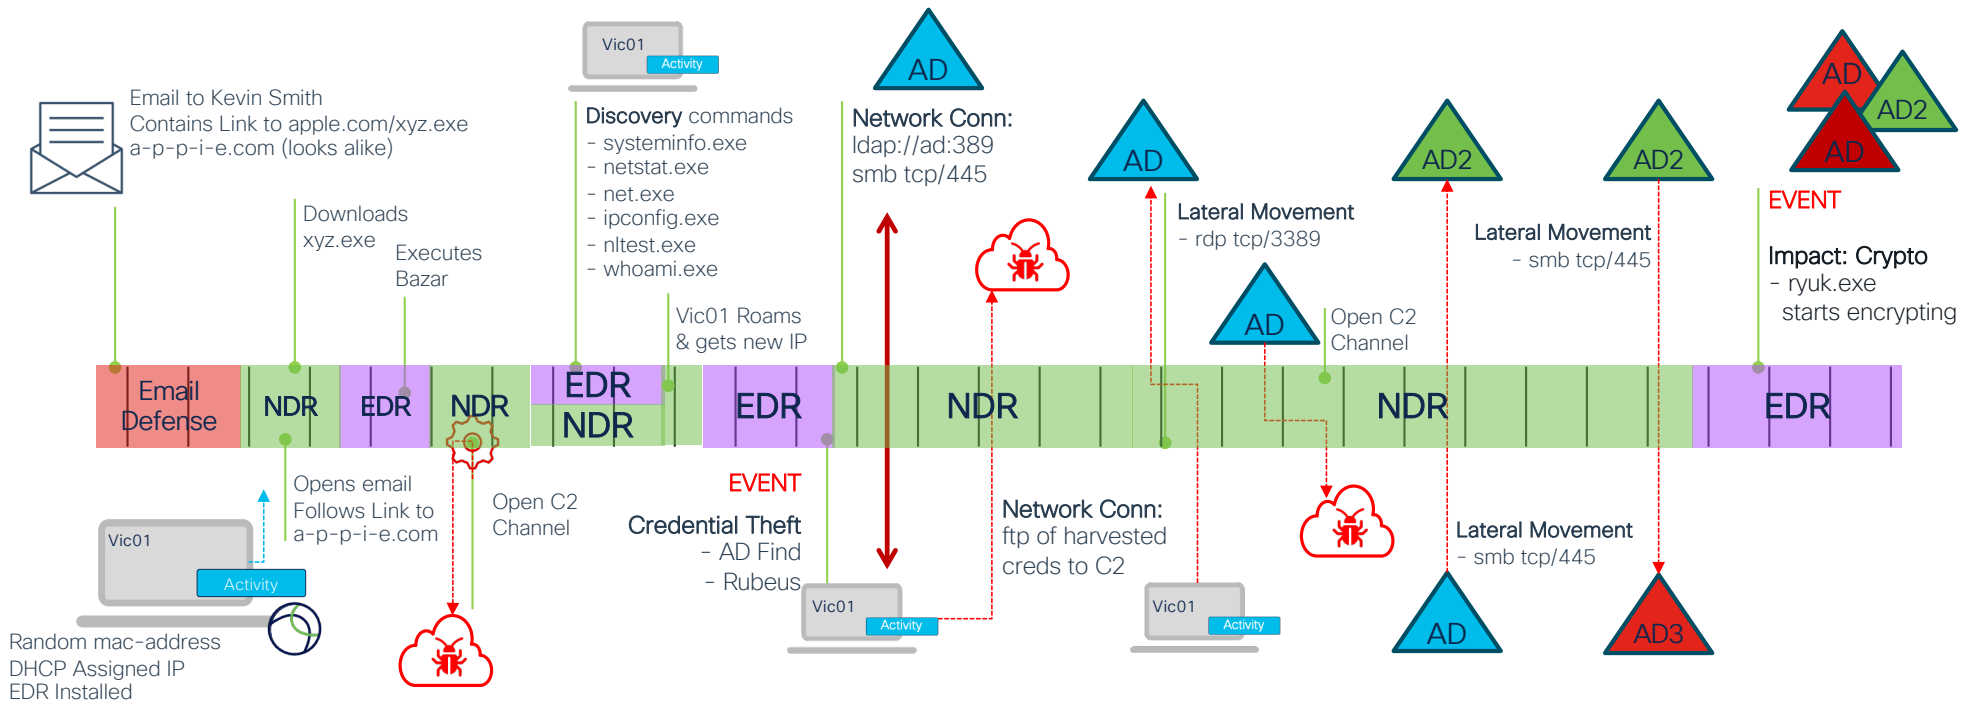 Email to Kevin Smith
Contains Link to apple.com/xyz.exe
a-p-p-i-e.com (looks alike)
Downloads
xyz.exe
Executes
Bazar
Vic01
Activity
Discovery commands
- systeminfo.exe
- netstat.exe
- net.exe
- ipconfig.exe
- nltest.exe
- whoami.exe
Vic01 Roams
& gets new IP
AD
Network Conn:
ldap://ad:389
smb tcp/445
AD
Lateral Movement
- rdp tcp/3389
AD
Open C2
Channel
AD2
Lateral Movement
- smb tcp/445
AD2
AD
AD2
AD
EVENT
Impact: Crypto
- ryuk.exe
starts encrypting
Email
Defense
NDR
EDR
NDR
EDR
NDR
EDR
NDR
NDR
EDR
Vic01
Activity
Random mac-address
DHCP Assigned IP
EDR Installed
Opens email
Follows Link to
a-p-p-i-e.com
Open C2
Channel
EVENT
Credential Theft
- AD Find
- Rubeus
Vic01
Activity
Network Conn:
ftp of harvested
creds to C2
Vic01
Activity
Lateral Movement
- smb tcp/445
AD
AD3